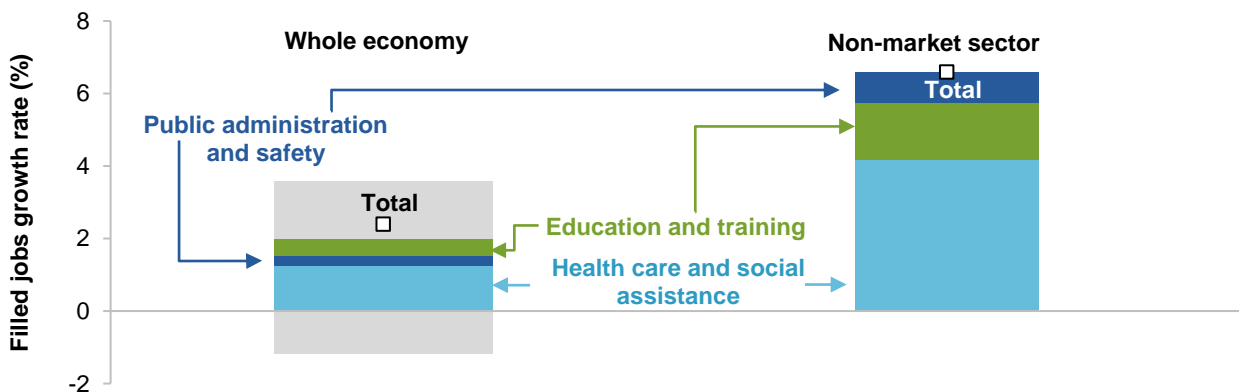 8
6
4
2
0
-2
Filled jobs growth rate (%)
Whole economy
Non-market sector
Total
Public administration
and safety
Total
Education and training
Health care and social
assistance